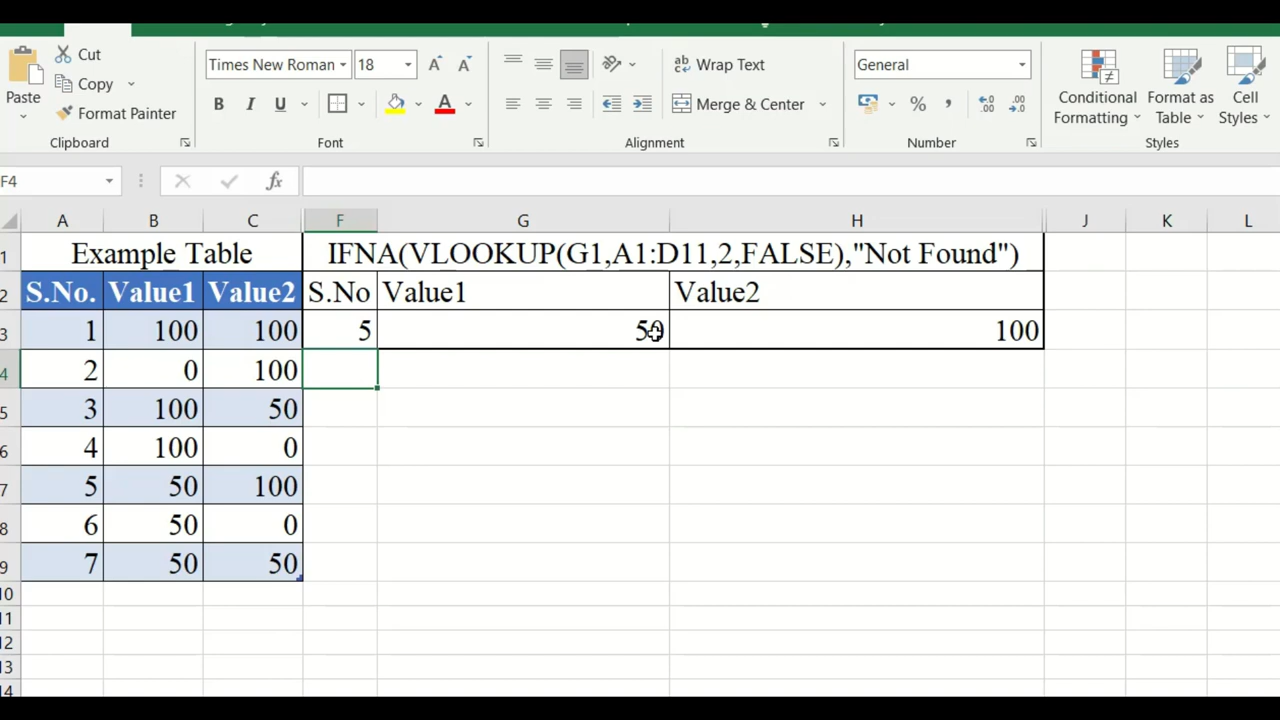 Cut
Copy
Format Painter
Paste
Clipboard
Times New Roman
18
B I U
A
Font
ab Wrap Text
Merge & Center
Alignment
General
%
Number
Conditional Formatting
Format as Table
Cell Styles
Styles
F4
fx
A B C F G H J K L
1 Example Table IFNA(VLOOKUP(G1,A1:D11,2,FALSE),"Not Found")
2 S.No. Value1 Value2 S.No Value1 Value2
3 1 100 100 5 50 100
4 2 0 100
5 3 100 50
6 4 100 0
7 5 50 100
8 6 50 0
9 7 50 50
10
11
12
13
14